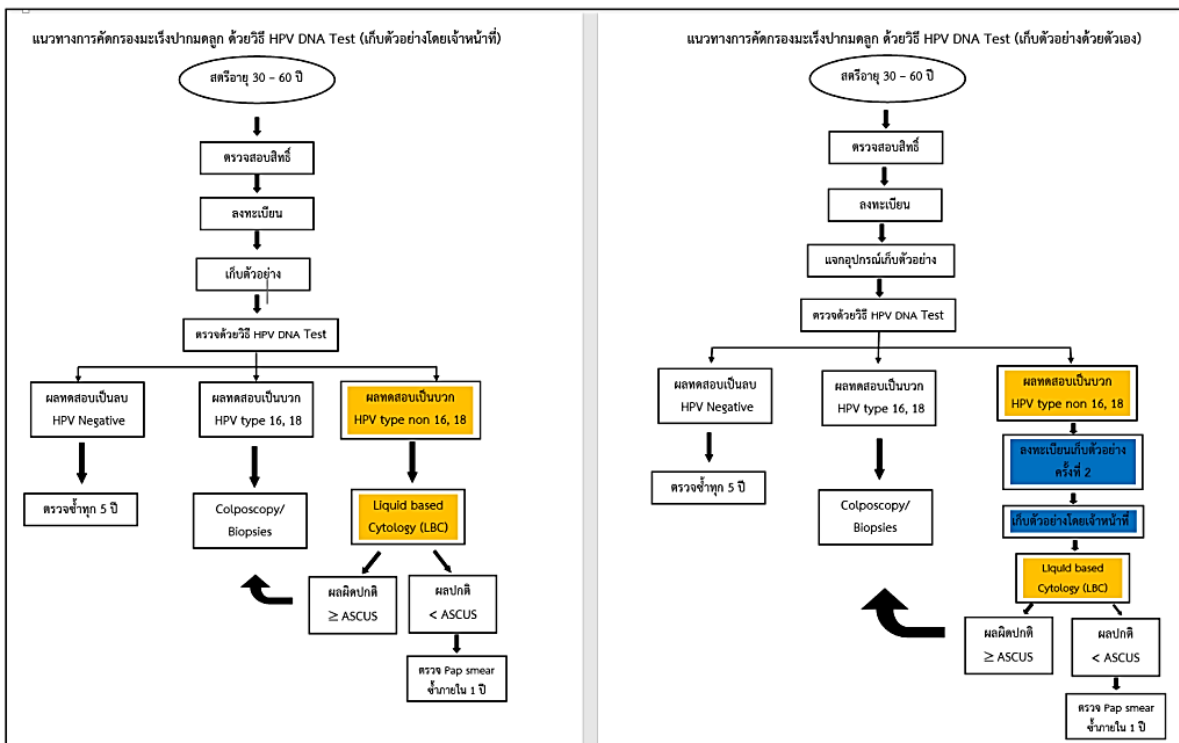 แนวทางการคัดกรองมะเร็งปากมดลูก ด้วยวิธี HPV DNA Test (เก็บตัวอย่างโดยเจ้าหน้าที่)
สตรีอายุ 30 – 60 ปี
ตรวจสอบสิทธิ์
ลงทะเบียน
เก็บตัวอย่าง
ตรวจด้วยวิธี HPV DNA Test
ผลทดสอบเป็นลบ
HPV Negative
ผลทดสอบเป็นบวก
HPV type 16, 18
ผลทดสอบเป็นบวก
HPV type non 16, 18
ตรวจซ้ำทุก 5 ปี
Colposcopy/
Biopsies
Liquid based
Cytology (LBC)
ผลผิดปกติ
≥ ASCUS
ผลปกติ
< ASCUS
ตรวจ Pap smear
ซ้ำภายใน 1 ปี
แนวทางการคัดกรองมะเร็งปากมดลูก ด้วยวิธี HPV DNA Test (เก็บตัวอย่างด้วยตัวเอง)
สตรีอายุ 30 – 60 ปี
ตรวจสอบสิทธิ์
ลงทะเบียน
แจกอุปกรณ์เก็บตัวอย่าง
ตรวจด้วยวิธี HPV DNA Test
ผลทดสอบเป็นลบ
HPV Negative
ผลทดสอบเป็นบวก
HPV type 16, 18
ผลทดสอบเป็นบวก
HPV type non 16, 18
ลงทะเบียนเก็บตัวอย่าง
ครั้งที่ 2
ตรวจซ้ำทุก 5 ปี
Colposcopy/
Biopsies
เก็บตัวอย่างโดยเจ้าหน้าที่
Liquid based
Cytology (LBC)
ผลผิดปกติ
≥ ASCUS
ผลปกติ
< ASCUS
ตรวจ Pap smear
ซ้ำภายใน 1 ปี